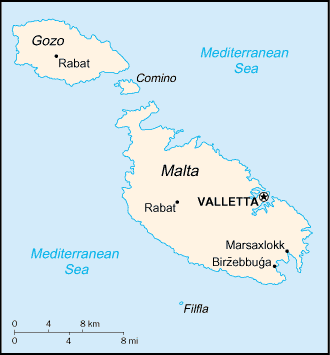 Gozo
Rabat
Mediterranean
Sea
Comino
Malta
Rabat
VALLETTA
Marsaxlokk
Birżebbuġa
Mediterranean
Sea
Filfla
0 4 8 km
0 4 8 mi